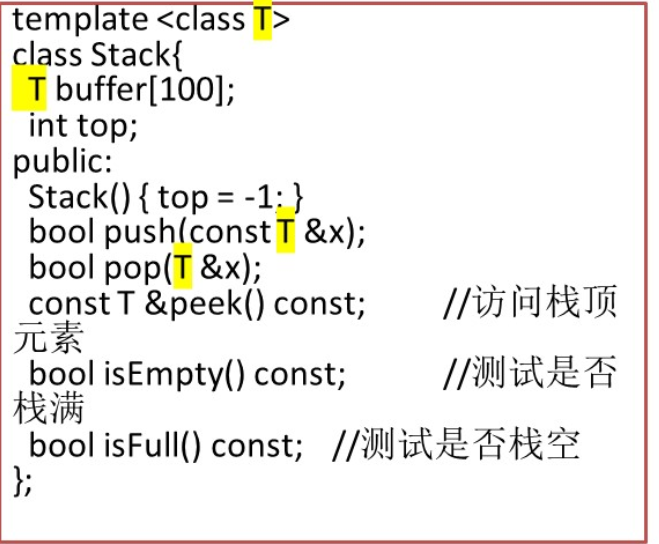 template <class T>
class Stack{
T buffer[100];
int top;
public:
Stack() { top = -1; }
bool push(const T &x);
bool pop(T &x);
const T &peek() const; //访问栈顶
元素
bool isEmpty() const; //测试是否
栈满
bool isFull() const; //测试是否栈空
};